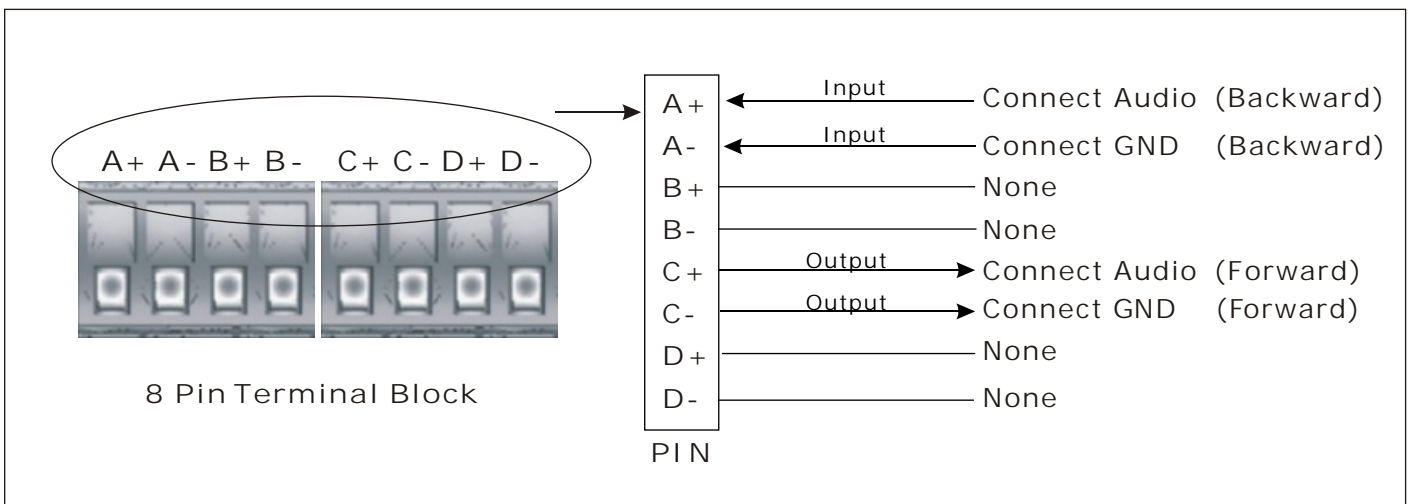 A+ A- B+ B- C+ C- D+ D-
8 Pin Terminal Block
A+ Input Connect Audio (Backward)
A- Input Connect GND (Backward)
B+ None
B- None
C+ Output Connect Audio (Forward)
C- Output Connect GND (Forward)
D+ None
D- None
PIN